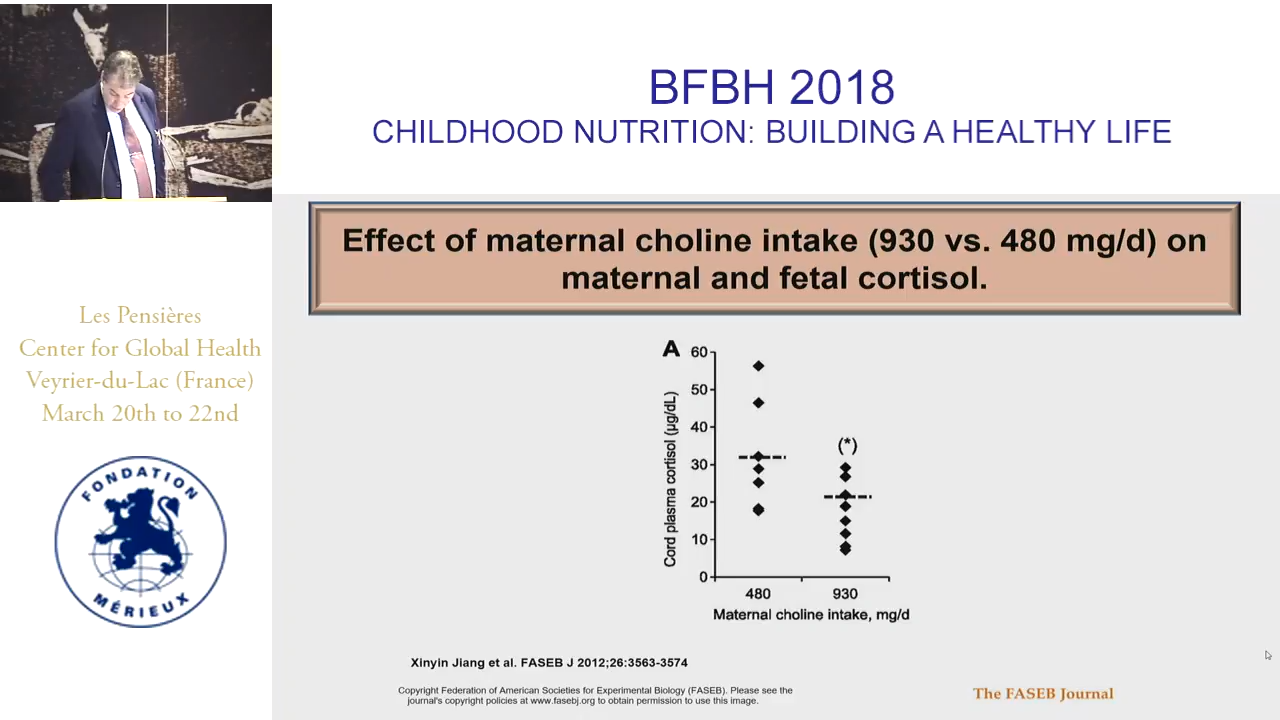 BFBH 2018
CHILDHOOD NUTRITION: BUILDING A HEALTHY LIFE
Effect of maternal choline intake (930 vs. 480 mg/d) on
maternal and fetal cortisol.
Les Pensières
Center for Global Health
Veyrier-du-Lac (France)
March 20th to 22nd
FONDATION
MÉRIEUX
A
Cord plasma cortisol (µg/dL)
60
50
40
30
20
10
0
(*)
480 930
Maternal choline intake, mg/d
Xinyin Jiang et al. FASEB J 2012;26:3563-3574
Copyright Federation of American Societies for Experimental Biology (FASEB). Please see the
journal's copyright policies at www.fasebj.org to obtain permission to use this image.
The FASEB Journal